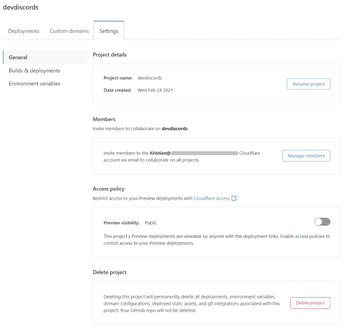 devdiscords
Deployments Custom domains Settings
General
Builds & deployments
Environment variables
Project details
Project name: devdiscords
Date created: Wed Feb 24 2021
Rename project
Members
Invite members to collaborate on devdiscords.
Invite members to the Kristian@ Cloudflare
account via email to collaborate on all projects.
Manage members
Access policy
Restrict access to your Preview deployments with Cloudflare Access
Preview visibility: Public
This project's Preview deployments are viewable by anyone with the deployment links. Enable access policies to
control access to your Preview deployments.
Delete project
Deleting this project will permanently delete all deployments, environment variables,
domain configurations, deployed static assets, and git integrations associated with this
project. Your GitHub repo will not be deleted.
Delete project